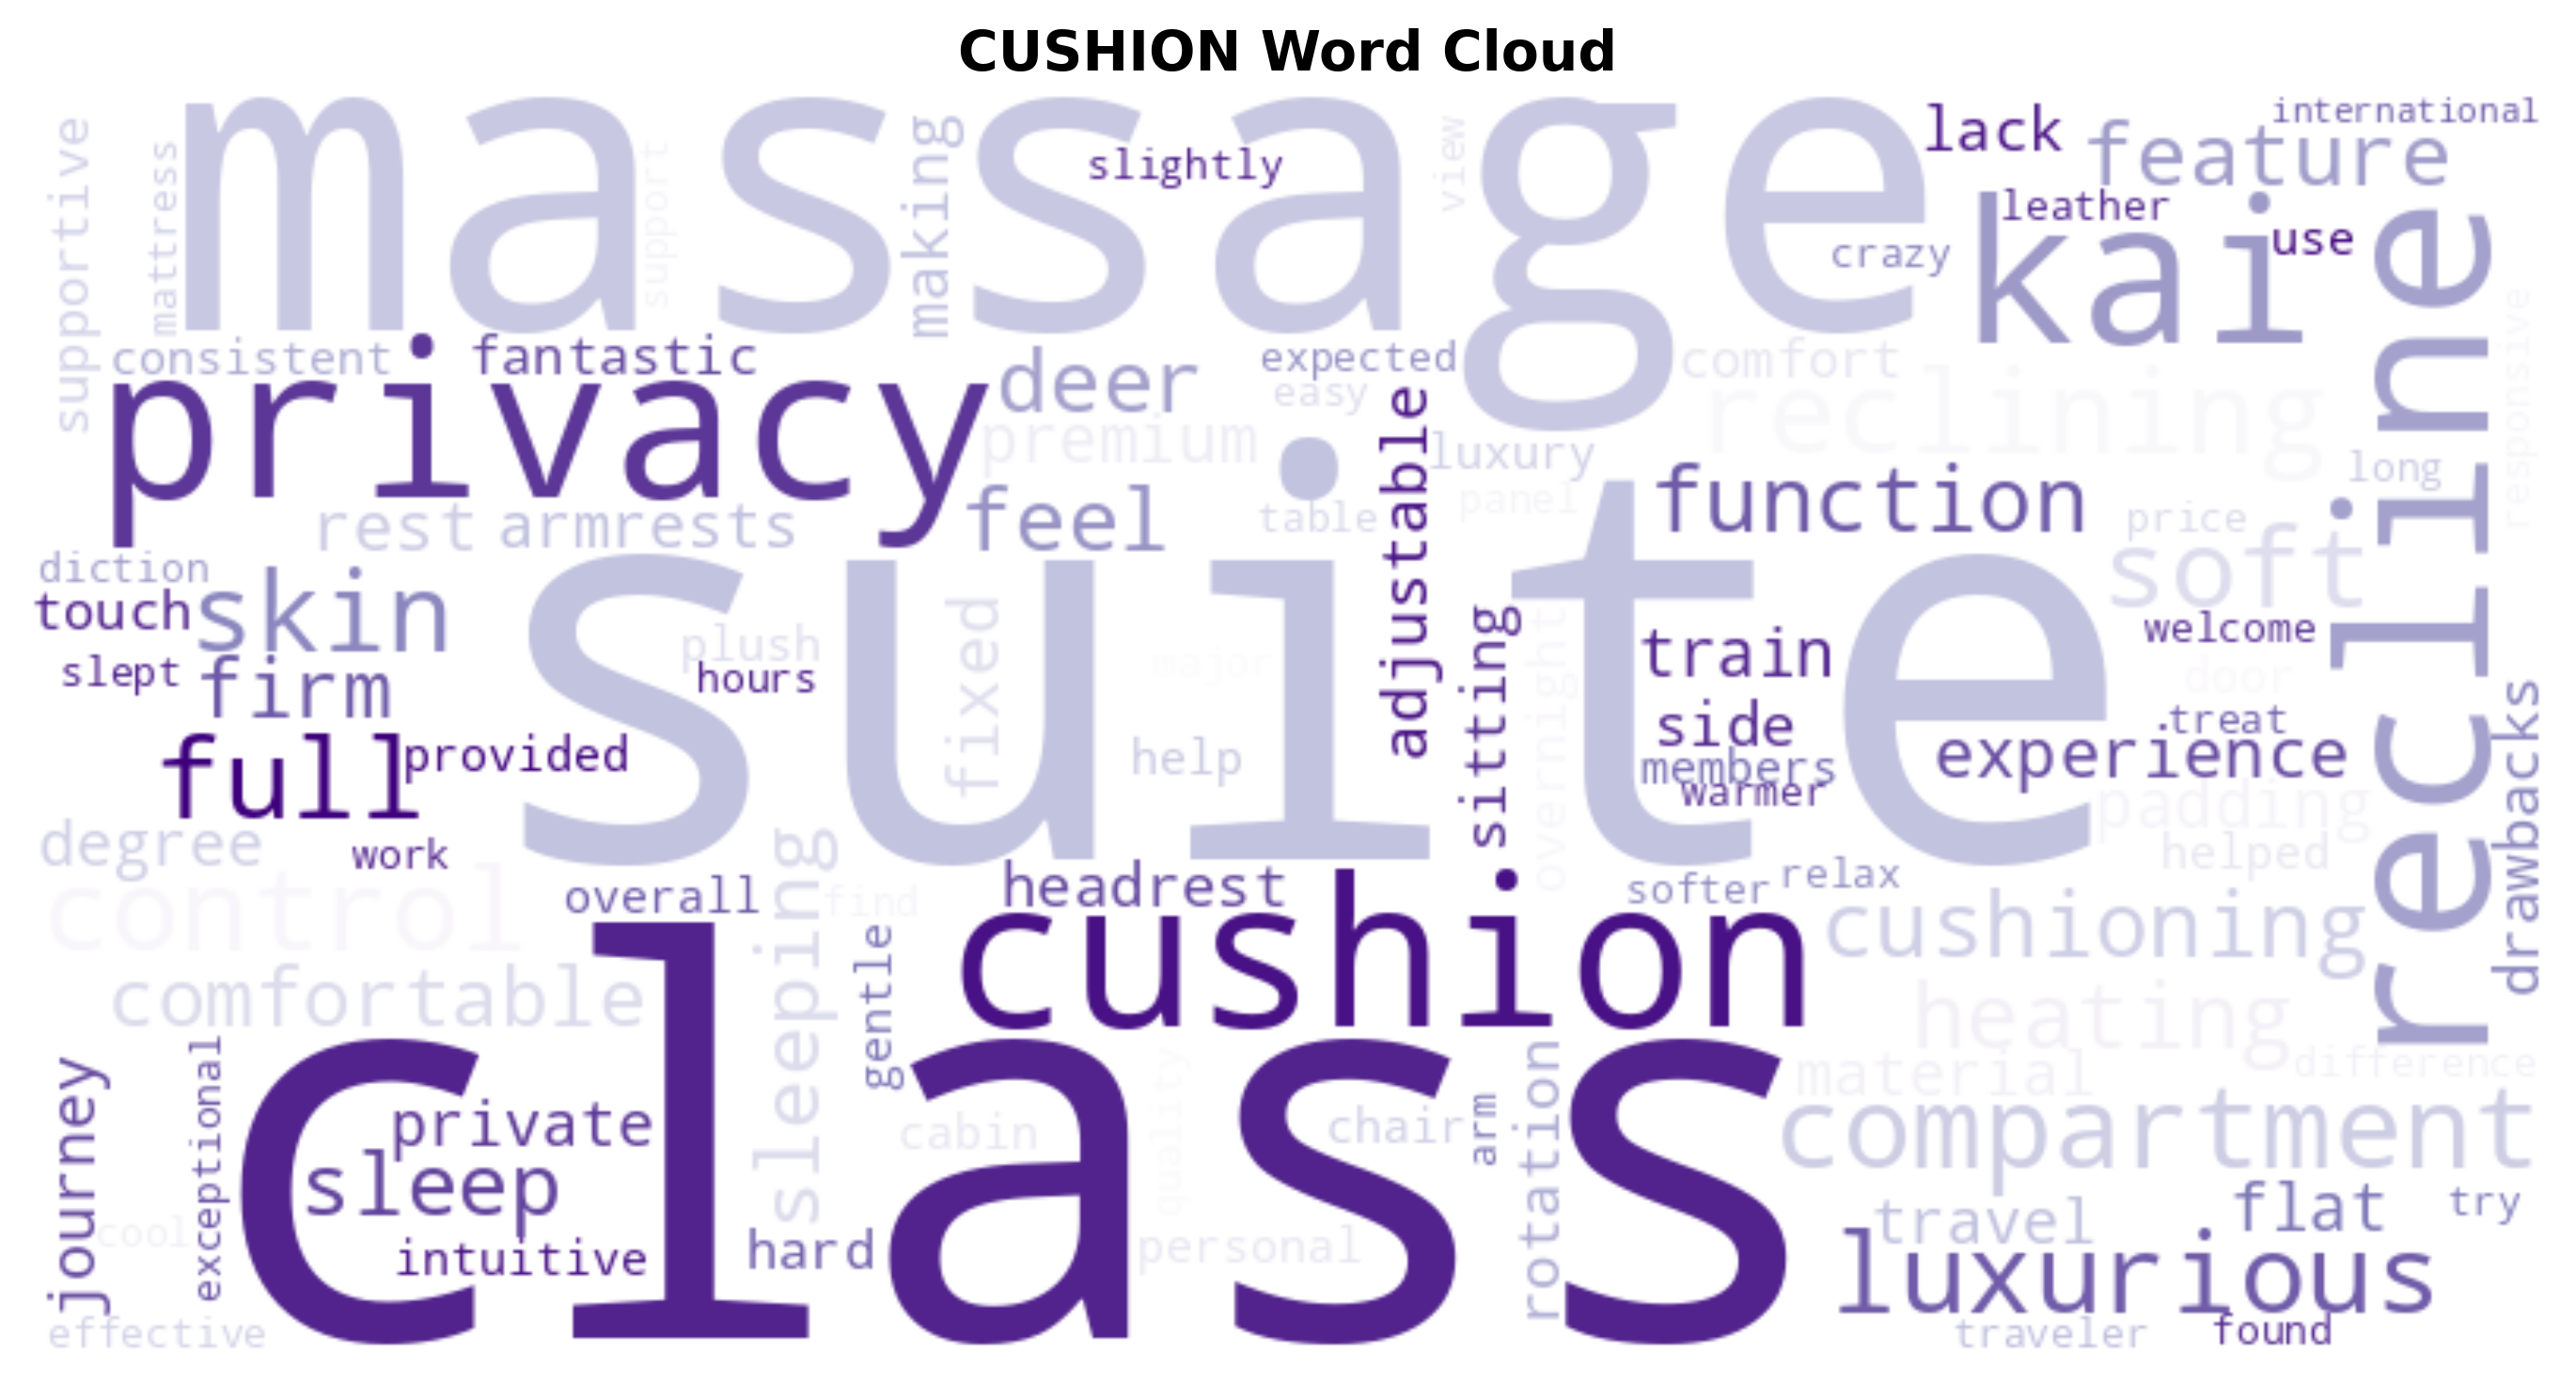 CUSHION Word Cloud
massage
supportive
mattress
support
making
slightly
view
lack
international
feature
leather
use
kai
crazy
recline
responsive
consistent
fantastic
privacy
deer
expected
easy
comfort
reclining
premium
adjustable
luxury
long
panel
function
price
rest
armrests
feel
table
soft
diction
touch
skin
suite
plush
fixed
major
sitting
overnight
train
welcome
door
slept
firm
hours
side
treat
drawbacks
full
provided
help
members
warmer
experience
padding
degree
work
helped
control
overall
sleeping
find
headrest
softer
relax
cushion
cushioning
gentle
comfortable
heating
class
material
difference
journey
exceptional
private
cabin
quality
chair
arm
rotation
compartment
sleep
travel
flat
try
cool
intuitive
hard
personal
luxurious
effective
traveler
found